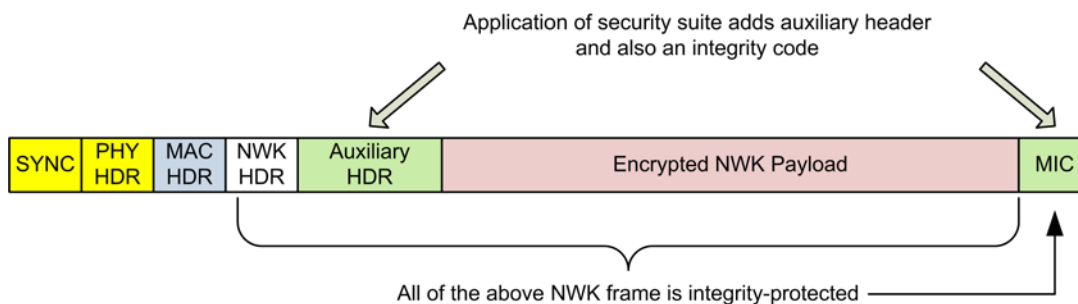 Application of security suite adds auxiliary header
and also an integrity code
SYNC
PHY
HDR
MAC
HDR
NWK
HDR
Auxiliary
HDR
Encrypted NWK Payload
MIC
All of the above NWK frame is integrity-protected